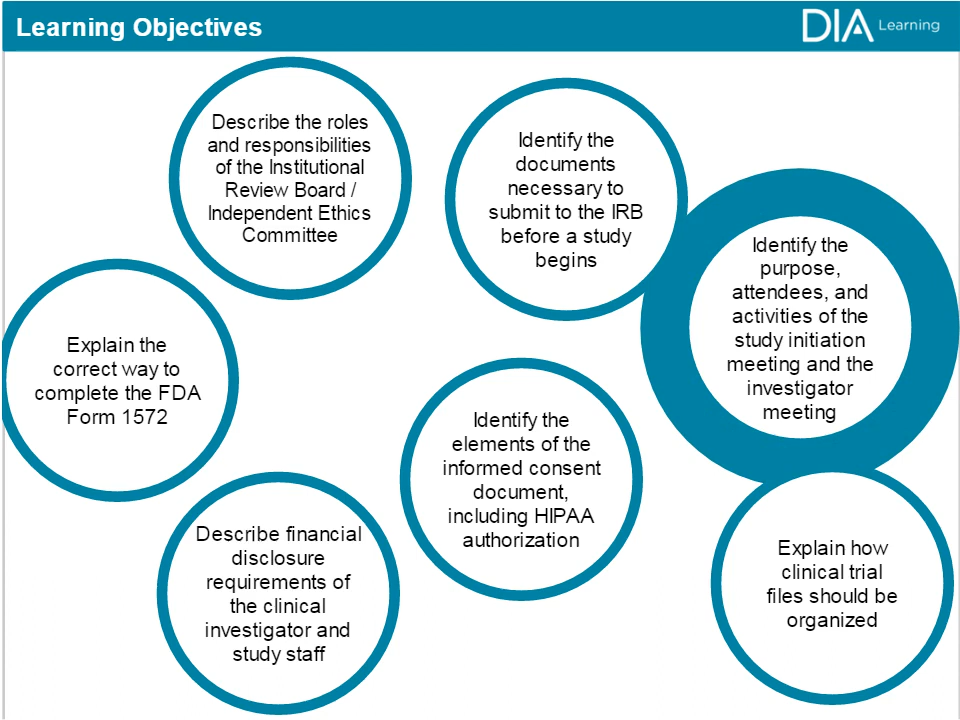 Learning Objectives
DIA Learning
Describe the roles
and responsibilities
of the Institutional
Review Board /
Independent Ethics
Committee
Identify the
documents
necessary to
submit to the IRB
before a study
begins
Identify the
purpose,
attendees, and
activities of the
study initiation
meeting and the
investigator
meeting
Explain the
correct way to
complete the FDA
Form 1572
Identify the
elements of the
informed consent
document,
including HIPAA
authorization
Describe financial
disclosure
requirements of
the clinical
investigator and
study staff
Explain how
clinical trial
files should be
organized